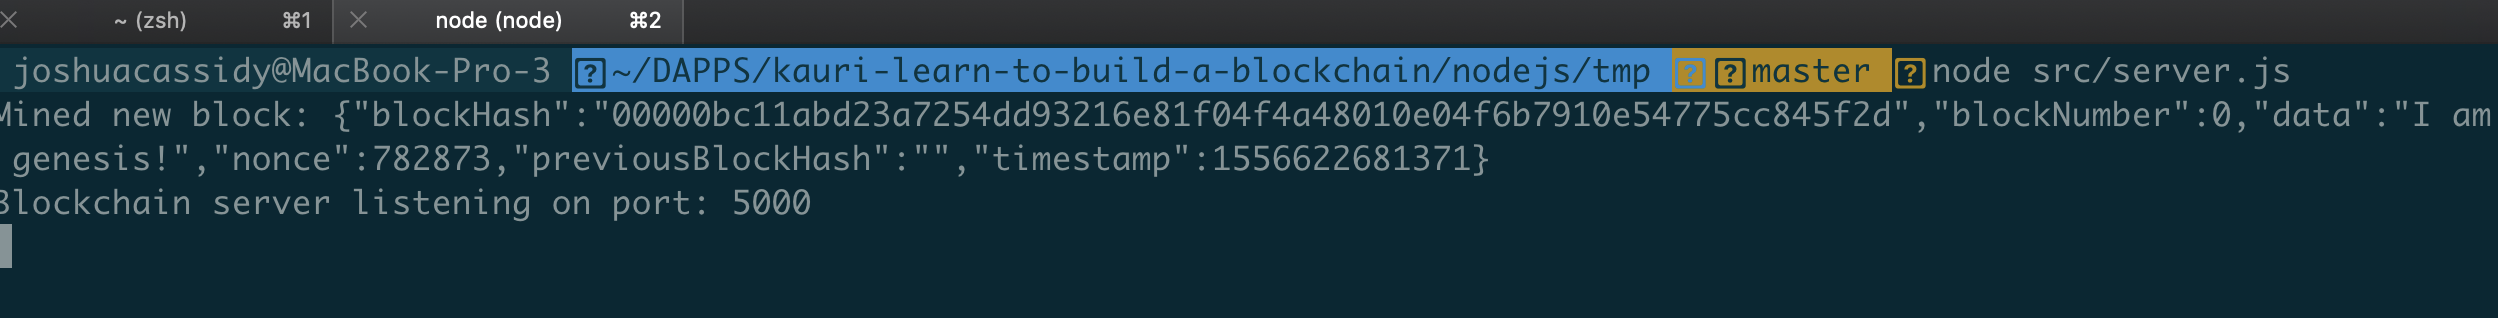 ~ (zsh) ⌘1 node (node) ⌘2
joshuacassidy@MacBook-Pro-3 ~/DAPPS/kauri-learn-to-build-a-blockchain/nodejs/tmp master node src/server.js
Mined new block: {"blockHash":"00000bc11abd23a7254dd93216e81f04f4a48010e04f6b7910e54775cc845f2d","blockNumber":0,"data":"I am
genesis!","nonce":782873,"previousBlockHash":"","timestamp":1556622681371}
Blockchain server listening on port: 5000